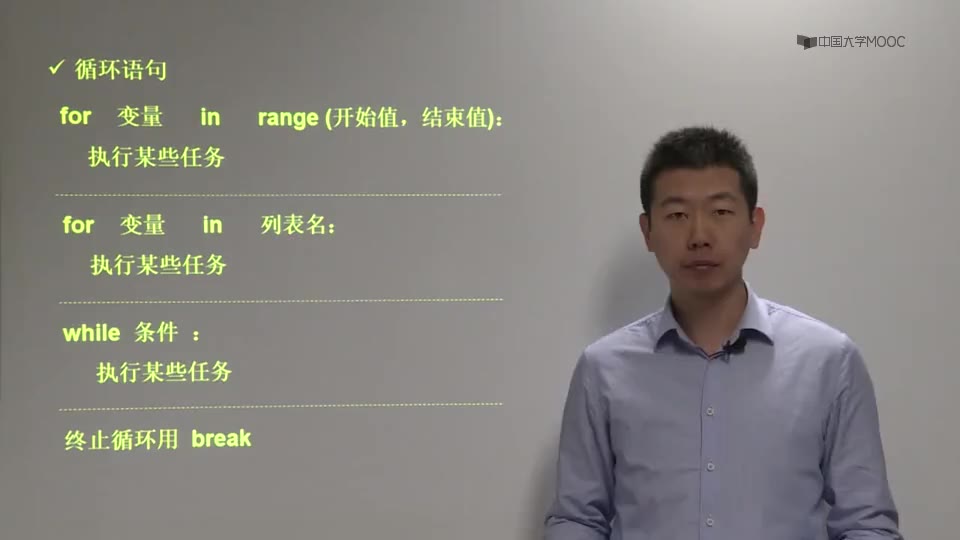 中国大学MOOC
✓ 循环语句
for 变量 in range (开始值，结束值)：
执行某些任务
for 变量 in 列表名：
执行某些任务
while 条件 ：
执行某些任务
终止循环用 break